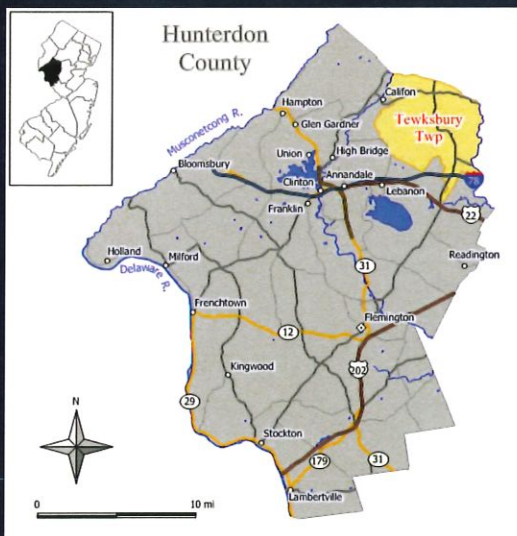 Hunterdon
County
Hampton
Califon
Glen Gardner
Tewksbury
Twp
Musconetcong R.
Union
High Bridge
Bloomsbury
Annandale
78
Clinton
Lebanon
Franklin
22
Holland
Milford
Readington
Delaware R.
31
Frenchtown
Flemington
12
202
Kingwood
29
N
Stockton
179
31
0
10 mi
Lambertville